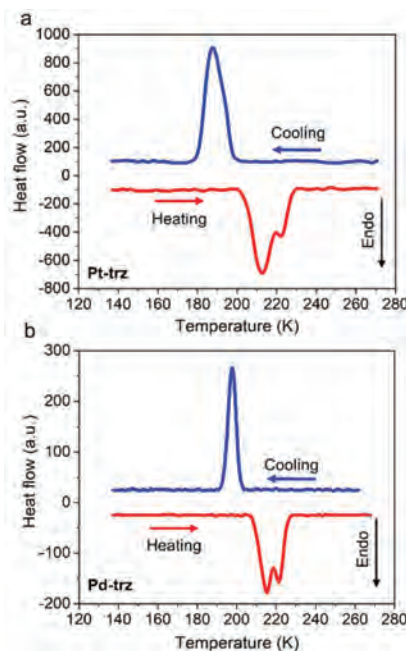 a
1000
800
600
400
200
0
-200
-400
-600
-800
Heat flow (a.u.)
Cooling
Heating
Endo
Pt-trz
120 140 160 180 200 220 240 260 280
Temperature (K)
b
300
200
100
0
-100
-200
Heat flow (a.u.)
Cooling
Heating
Endo
Pd-trz
120 140 160 180 200 220 240 260 280
Temperature (K)